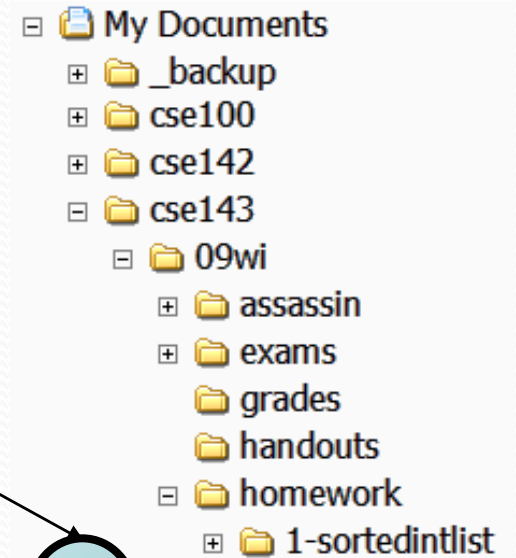 My Documents
_backup
cse100
cse142
cse143
09wi
assassin
exams
grades
handouts
homework
1-sortedintlist